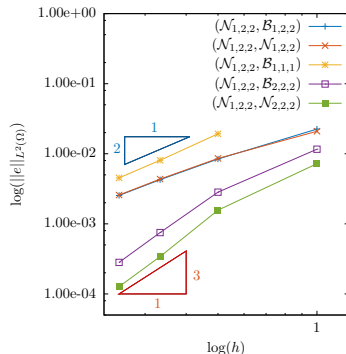 1.00e+00
(𝒩₁,₂,₂, ℬ₁,₂,₂)
(𝒩₁,₂,₂, 𝒩₁,₂,₂)
(𝒩₁,₂,₂, ℬ₁,₁,₁)
(𝒩₁,₂,₂, ℬ₂,₂,₂)
(𝒩₁,₂,₂, 𝒩₂,₂,₂)
1.00e-01
1
2
1.00e-02
log(||e||_{L²(Ω)})
1.00e-03
3
1
1.00e-04
1
log(h)